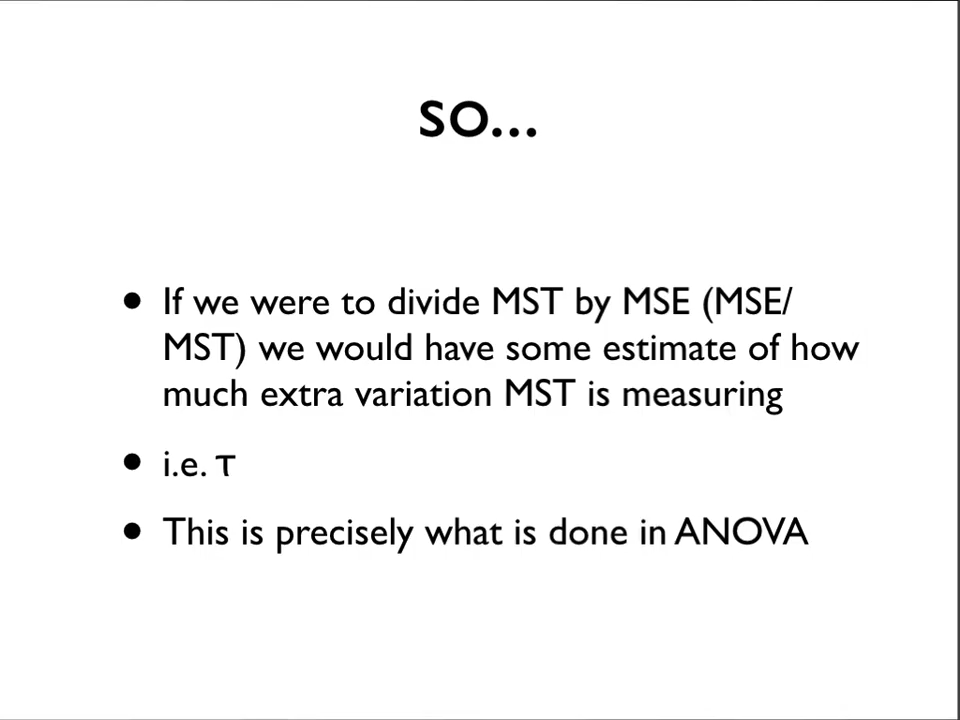 SO...
• If we were to divide MST by MSE (MSE/
MST) we would have some estimate of how
much extra variation MST is measuring
• i.e. τ
• This is precisely what is done in ANOVA